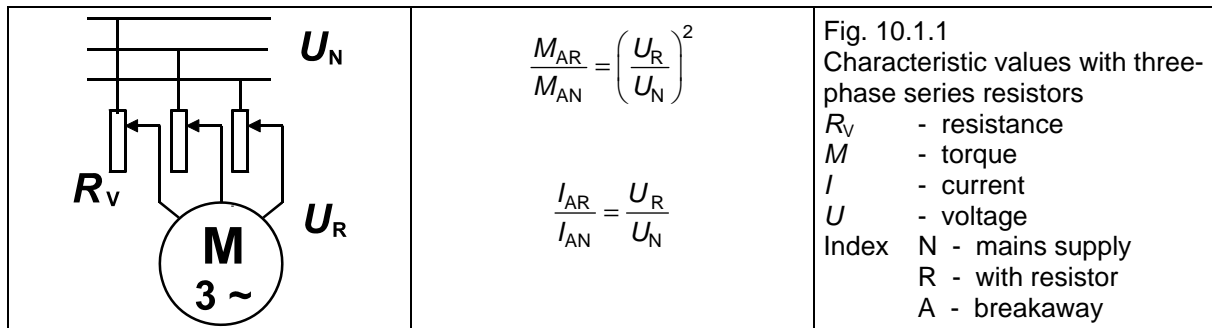 U_N
R_V
U_R
M
3 ~
M_AR / M_AN = (U_R / U_N)^2
I_AR / I_AN = U_R / U_N
Fig. 10.1.1
Characteristic values with three-
phase series resistors
R_V - resistance
M - torque
I - current
U - voltage
Index N - mains supply
R - with resistor
A - breakaway